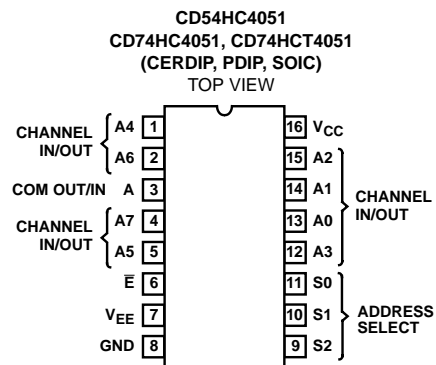 CD54HC4051
CD74HC4051, CD74HCT4051
(CERDIP, PDIP, SOIC)
TOP VIEW
CHANNEL IN/OUT
A4 1
A6 2
COM OUT/IN A 3
CHANNEL IN/OUT
A7 4
A5 5
E̅ 6
VEE 7
GND 8
16 VCC
15 A2
14 A1
13 A0
12 A3
CHANNEL IN/OUT
11 S0
10 S1
9 S2
ADDRESS SELECT